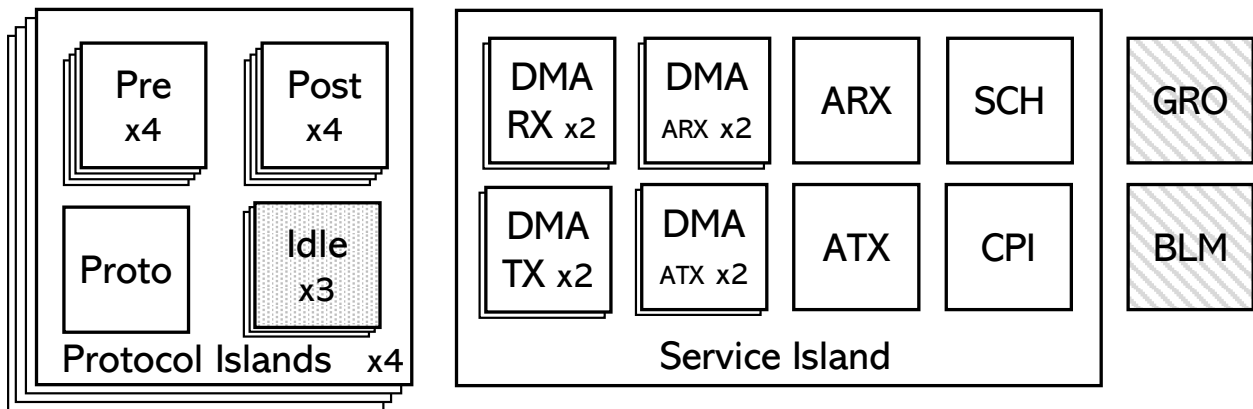 Pre
x4
Post
x4
Proto
Idle
x3
Protocol Islands x4
DMA
RX x2
DMA
ARX x2
ARX
SCH
DMA
TX x2
DMA
ATX x2
ATX
CPI
Service Island
GRO
BLM